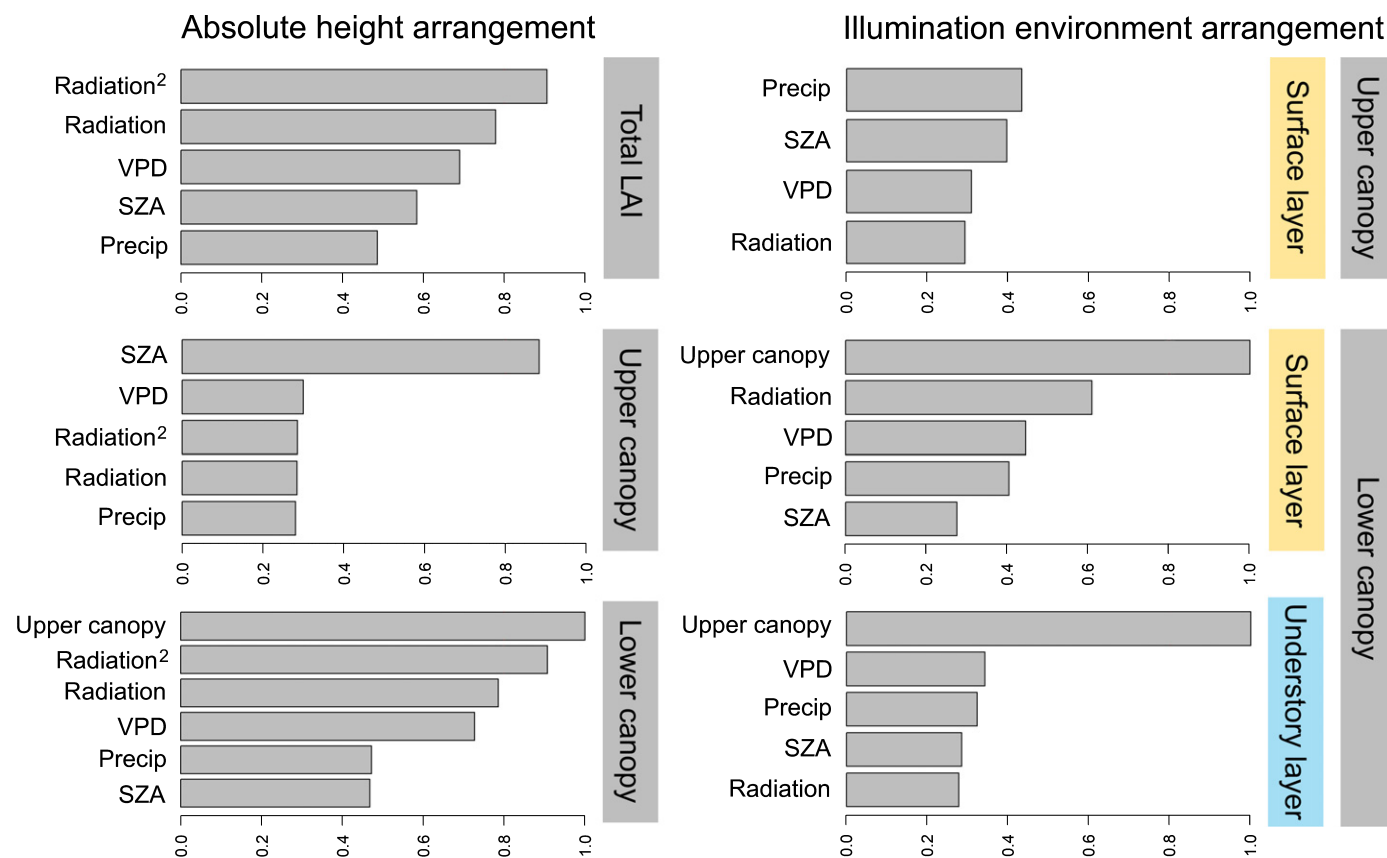 Absolute height arrangement
Radiation2
Radiation
VPD
SZA
Precip
0.0 0.2 0.4 0.6 0.8 1.0
Total LAI
SZA
VPD
Radiation2
Radiation
Precip
0.0 0.2 0.4 0.6 0.8 1.0
Upper canopy
Upper canopy
Radiation2
Radiation
VPD
Precip
SZA
0.0 0.2 0.4 0.6 0.8 1.0
Lower canopy
Illumination environment arrangement
Precip
SZA
VPD
Radiation
0.0 0.2 0.4 0.6 0.8 1.0
Surface layer
Upper canopy
Upper canopy
Radiation
VPD
Precip
SZA
0.0 0.2 0.4 0.6 0.8 1.0
Surface layer
Upper canopy
VPD
Precip
SZA
Radiation
0.0 0.2 0.4 0.6 0.8 1.0
Understory layer
Lower canopy